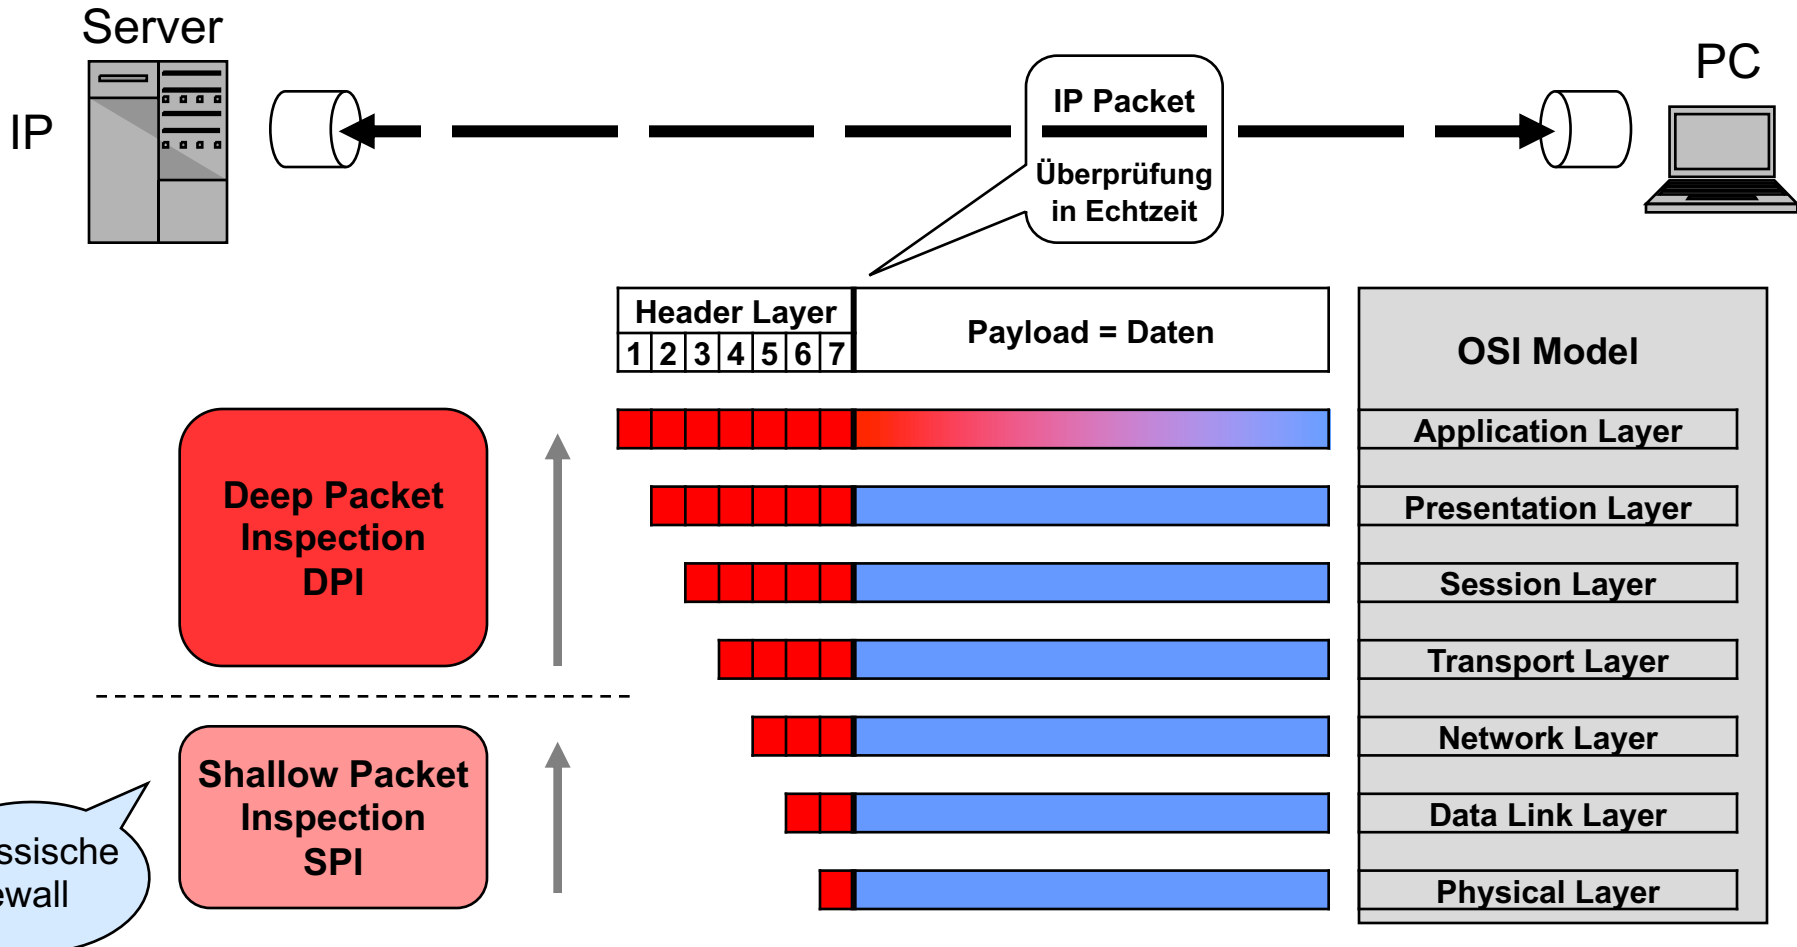 Server
PC
IP
IP Packet
Überprüfung
in Echtzeit
Header Layer
1 2 3 4 5 6 7
Payload = Daten
OSI Model
Application Layer
Deep Packet
Inspection
DPI
Presentation Layer
Session Layer
Transport Layer
Network Layer
Shallow Packet
Inspection
SPI
Data Link Layer
ssische
ewall
Physical Layer